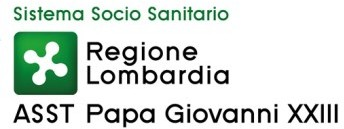 Sistema Socio Sanitario
Regione
Lombardia
ASST Papa Giovanni XXIII